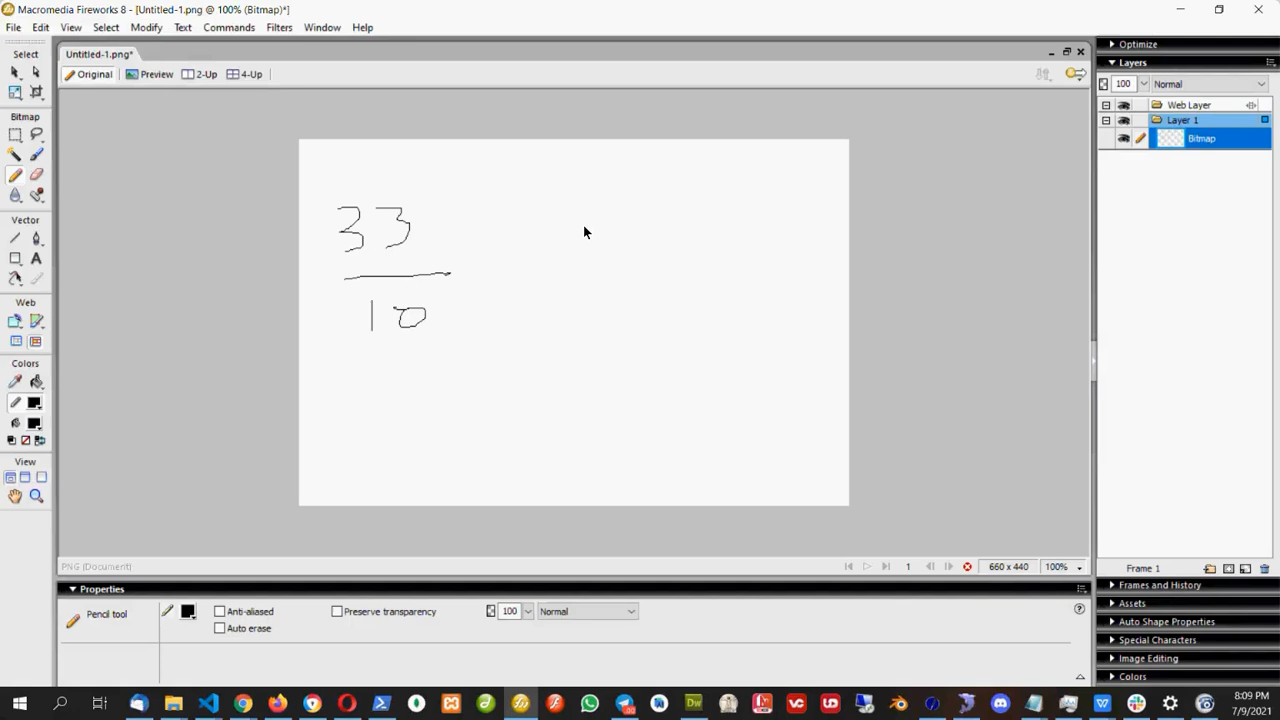 Macromedia Fireworks 8 - [Untitled-1.png @ 100% (Bitmap)*]
File Edit View Select Modify Text Commands Filters Window Help
Select
Untitled-1.png*
Original Preview 2-Up 4-Up
Bitmap
Vector
Web
Colors
View
33
10
PNG (Document)
1 660 x 440 100%
Optimize
Layers
100 Normal
Web Layer
Layer 1
Bitmap
Frame 1
Frames and History
Assets
Auto Shape Properties
Special Characters
Image Editing
Colors
Properties
Pencil tool
Anti-aliased Preserve transparency 100 Normal
Auto erase
8:09 PM
7/9/2021